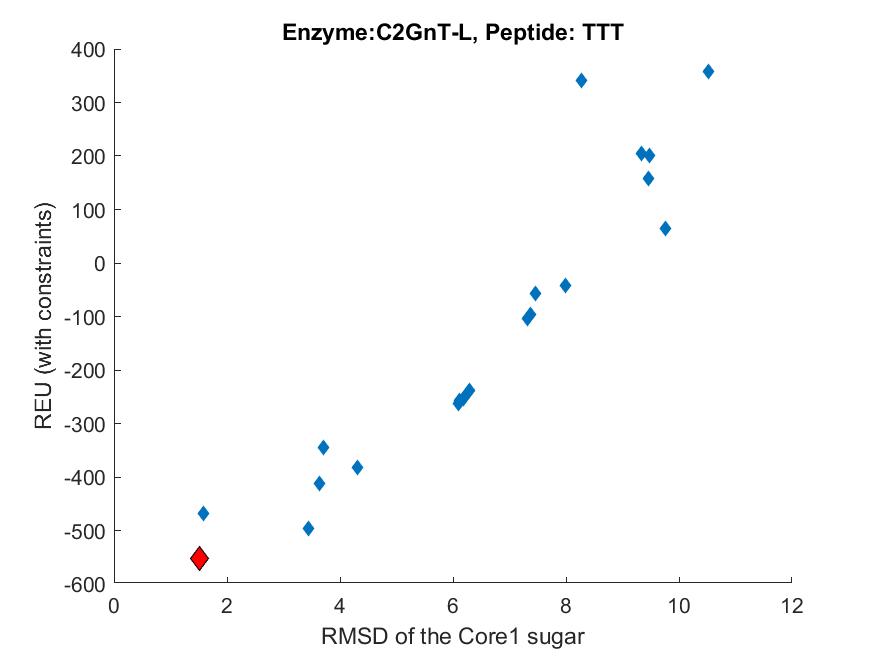 Enzyme:C2GnT-L, Peptide: TTT
400
300
200
100
0
-100
-200
-300
-400
-500
-600
REU (with constraints)
0 2 4 6 8 10 12
RMSD of the Core1 sugar